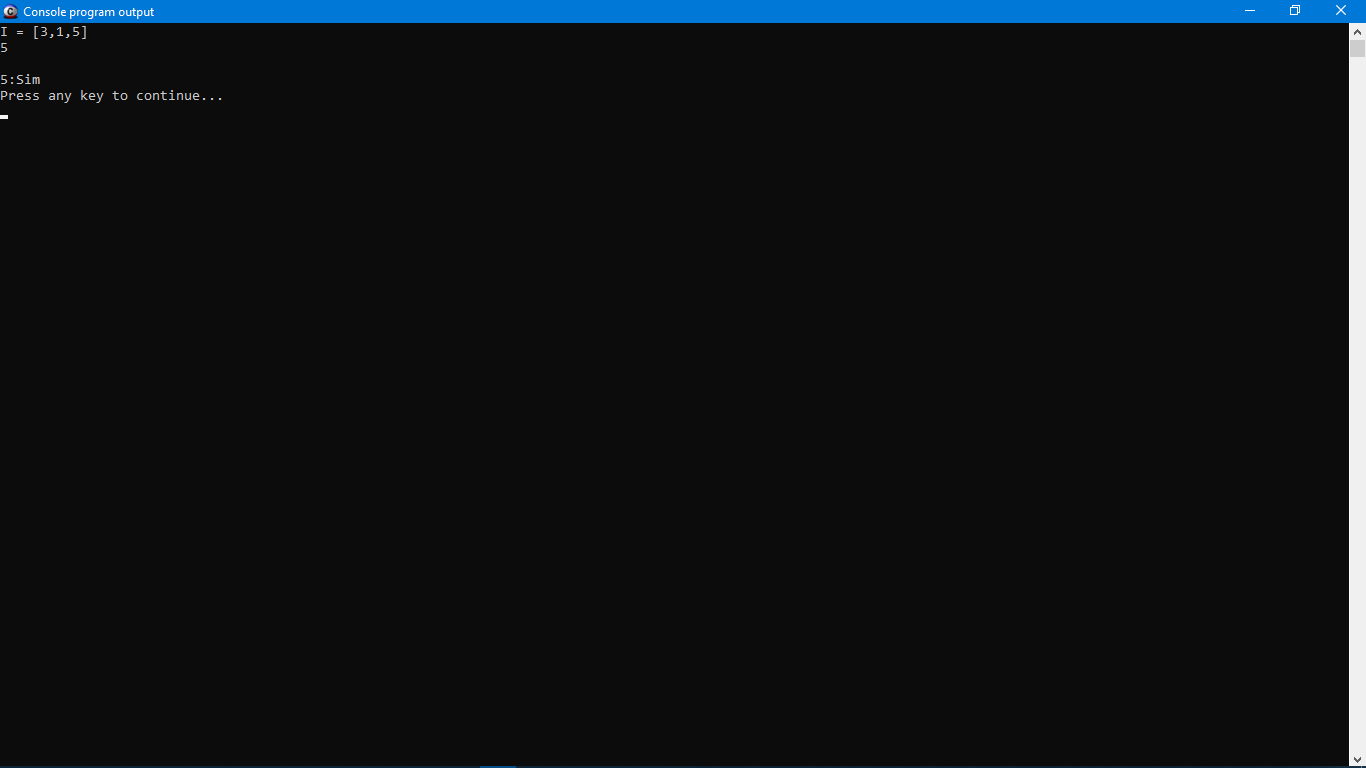 Console program output
I = [3,1,5]
5
5:Sim
Press any key to continue...